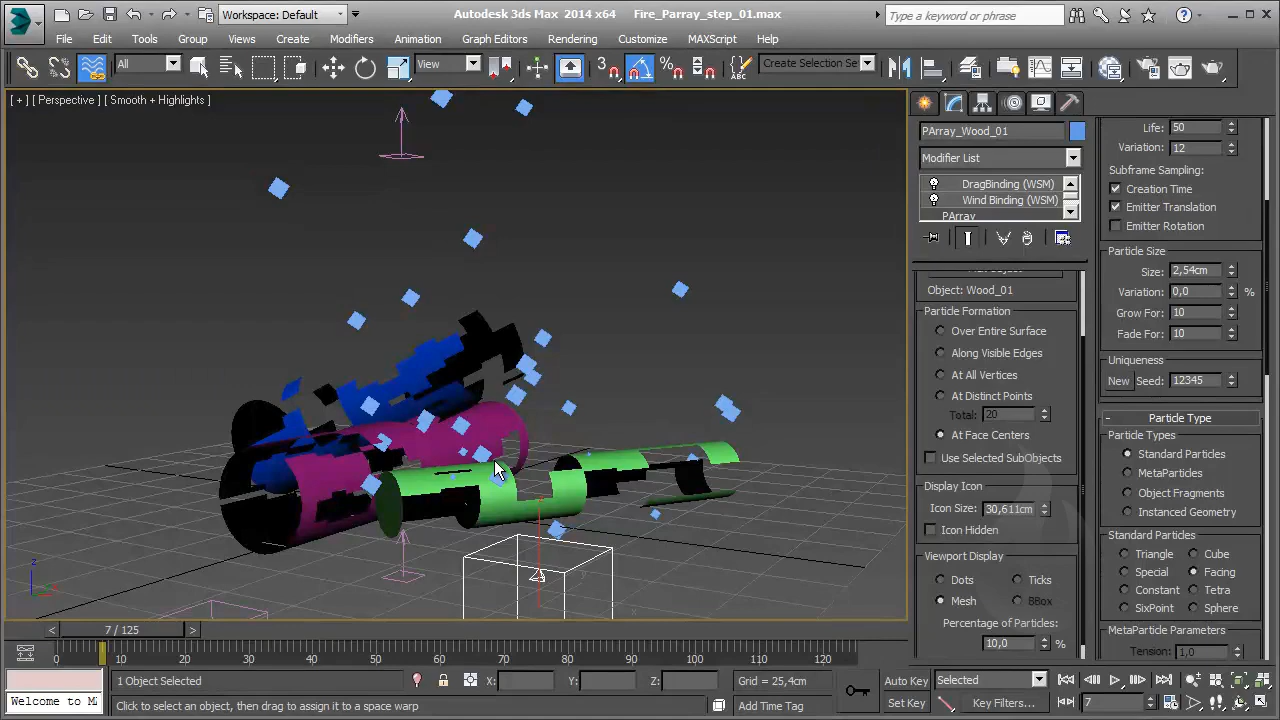 Workspace: Default
Autodesk 3ds Max 2014 x64 Fire_Parray_step_01.max
Type a keyword or phrase
File Edit Tools Group Views Create Modifiers Animation Graph Editors Rendering Customize MAXScript Help
All View Create Selection Se
[ + ] [ Perspective ] [ Smooth + Highlights ]
PArray_Wood_01
Modifier List
DragBinding (WSM)
Wind Binding (WSM)
PArray
Object: Wood_01
Particle Formation
Over Entire Surface
Along Visible Edges
At All Vertices
At Distinct Points
Total: 20
At Face Centers
Use Selected SubObjects
Display Icon
Icon Size: 30,611cm
Icon Hidden
Viewport Display
Dots Ticks
Mesh BBox
Percentage of Particles:
10,0 %
Life: 50
Variation: 12
Subframe Sampling:
Creation Time
Emitter Translation
Emitter Rotation
Particle Size
Size: 2,54cm
Variation: 0,0 %
Grow For: 10
Fade For: 10
Uniqueness
New Seed: 12345
Particle Type
Particle Types
Standard Particles
MetaParticles
Object Fragments
Instanced Geometry
Standard Particles
Triangle Cube
Special Facing
Constant Tetra
SixPoint Sphere
MetaParticle Parameters
Tension: 1,0
z
x
< 7 / 125 >
0 10 20 30 40 50 60 70 80 90 100 110 120
1 Object Selected X: Y: Z: Grid = 25,4cm Auto Key Selected
Welcome to M Click to select an object, then drag to assign it to a space warp Add Time Tag Set Key Key Filters... 7